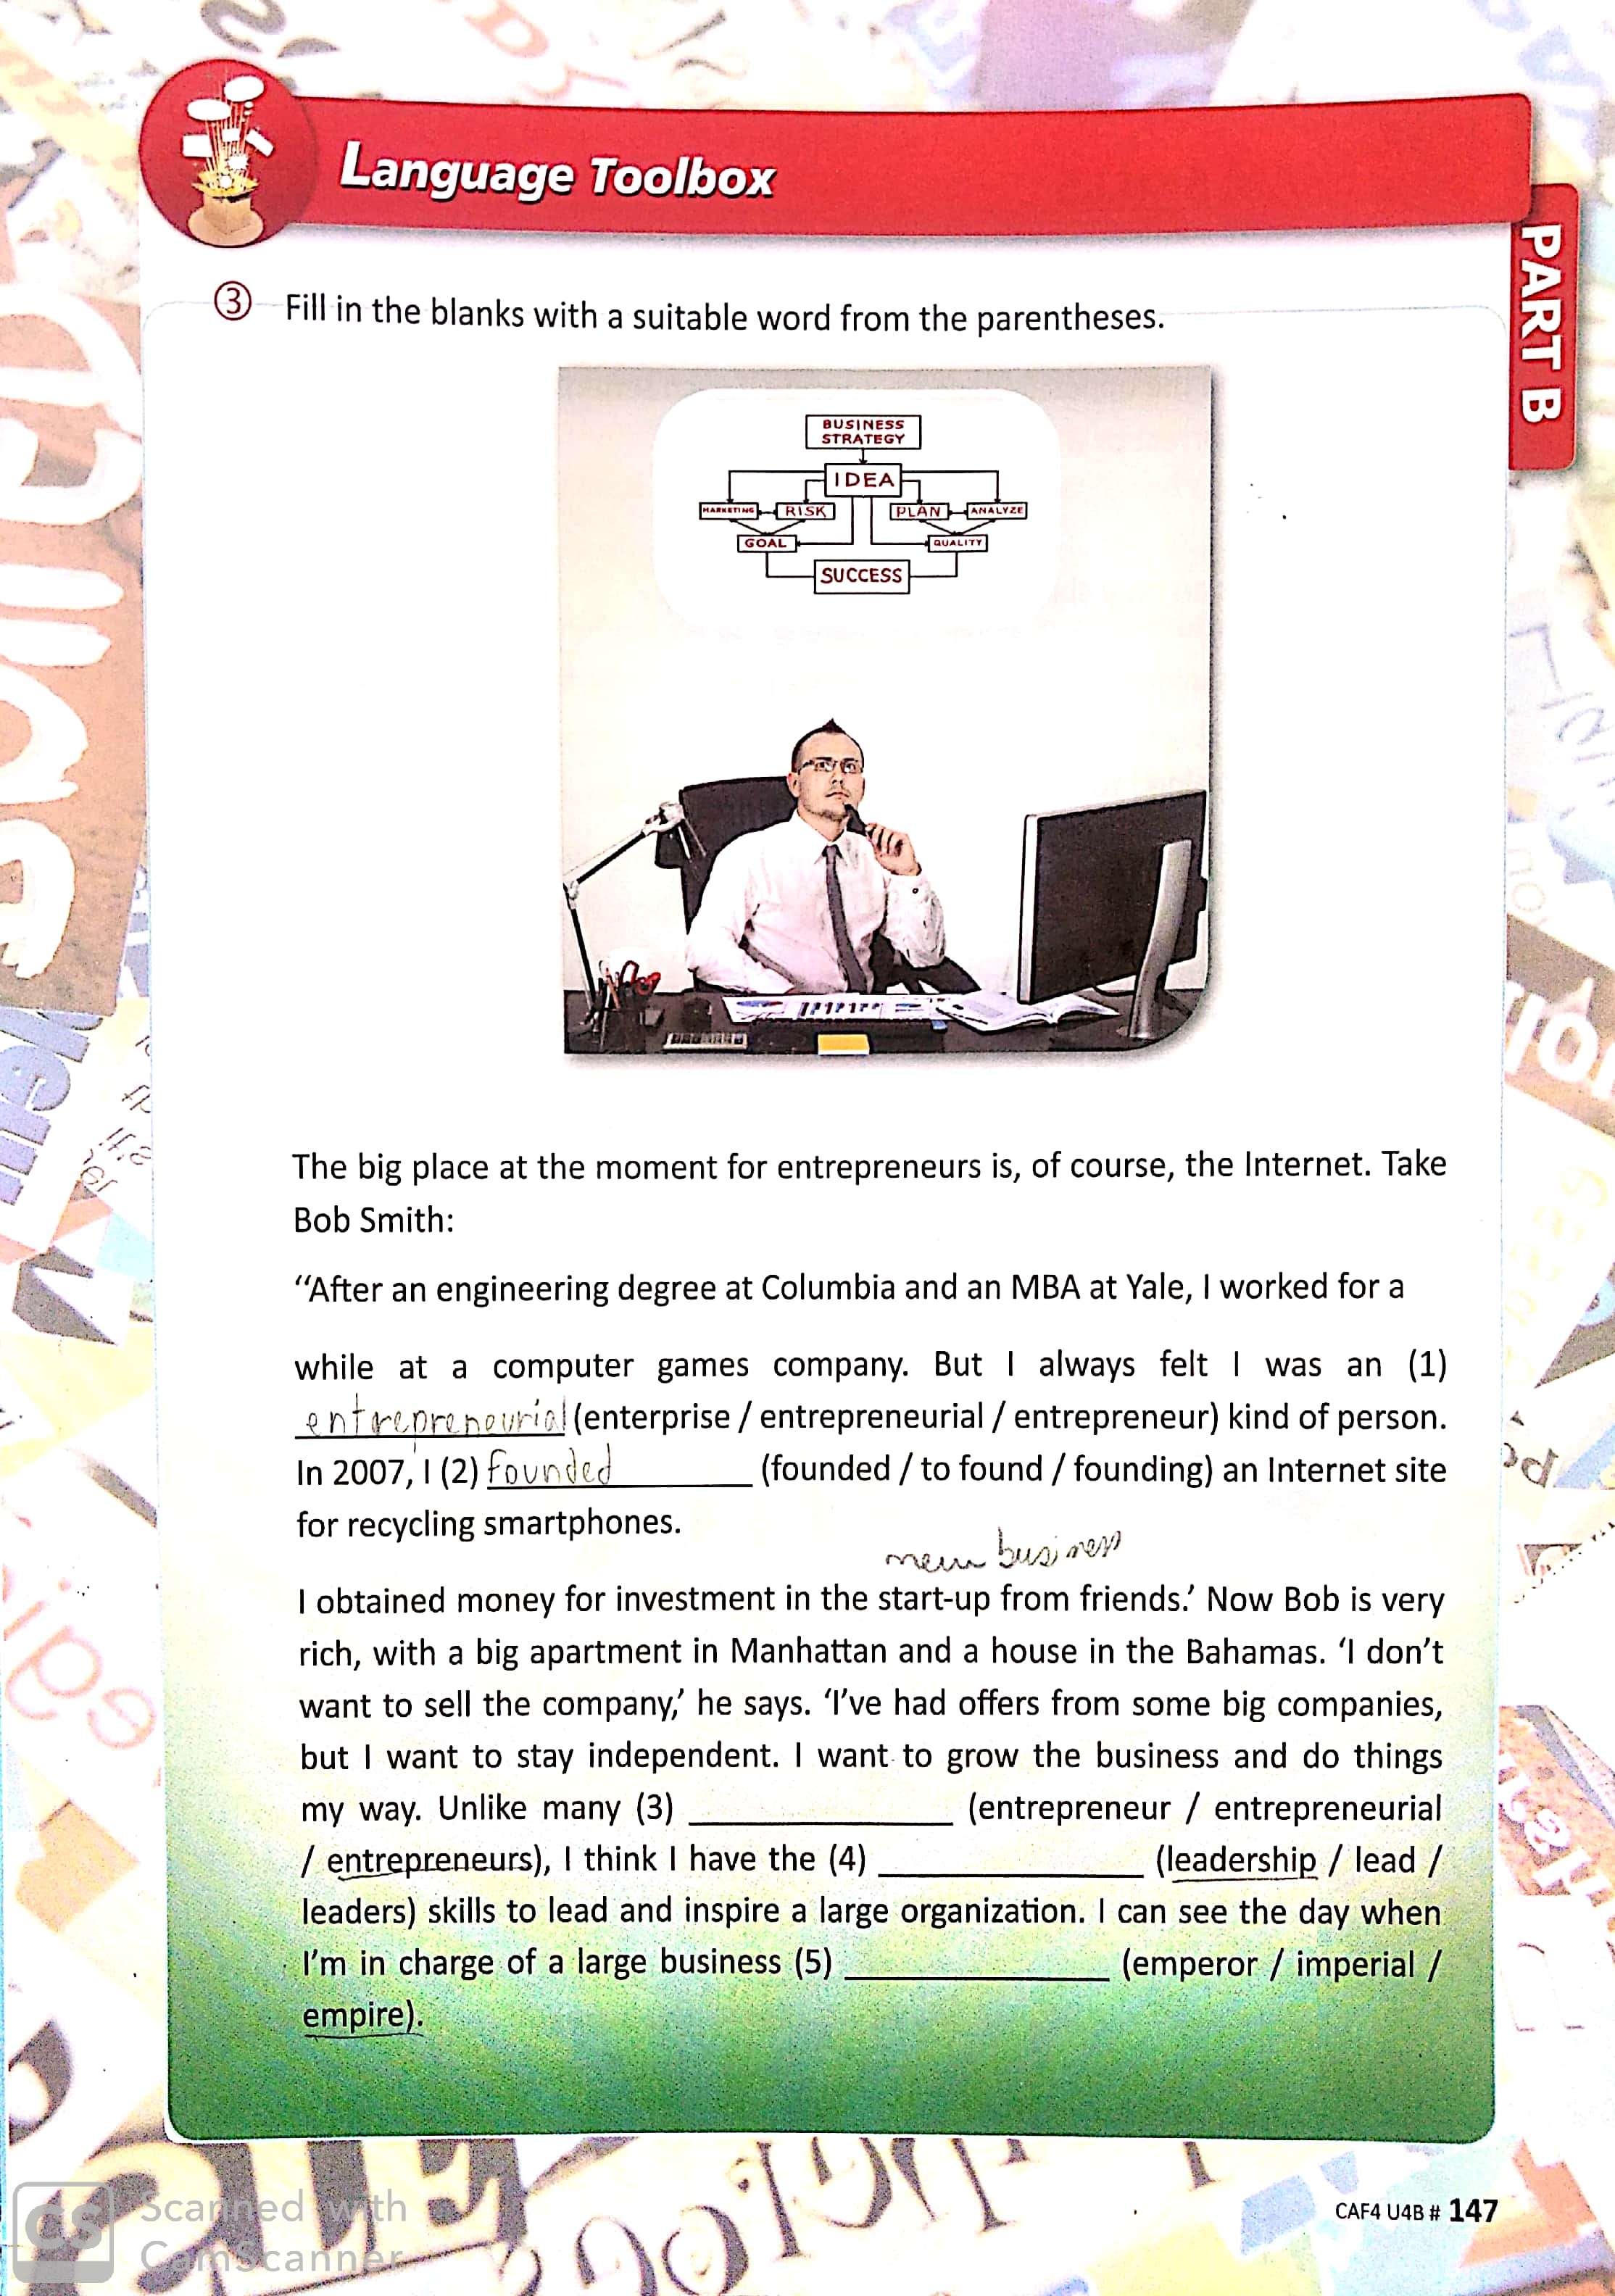 Language Toolbox
PART B
3 Fill in the blanks with a suitable word from the parentheses.
BUSINESS
STRATEGY
IDEA
MARKETING RISK PLAN ANALYZE
GOAL QUALITY
SUCCESS
The big place at the moment for entrepreneurs is, of course, the Internet. Take
Bob Smith:
“After an engineering degree at Columbia and an MBA at Yale, I worked for a
while at a computer games company. But I always felt I was an (1)
entrepreneurial (enterprise / entrepreneurial / entrepreneur) kind of person.
In 2007, I (2) founded (founded / to found / founding) an Internet site
for recycling smartphones.
new business
I obtained money for investment in the start-up from friends.’ Now Bob is very
rich, with a big apartment in Manhattan and a house in the Bahamas. ‘I don’t
want to sell the company,’ he says. ‘I’ve had offers from some big companies,
but I want to stay independent. I want to grow the business and do things
my way. Unlike many (3) ____________ (entrepreneur / entrepreneurial
/ entrepreneurs), I think I have the (4) ____________ (leadership / lead /
leaders) skills to lead and inspire a large organization. I can see the day when
I’m in charge of a large business (5) ____________ (emperor / imperial /
empire).
CAF4 U4B # 147
CS Scanned with
CamScanner